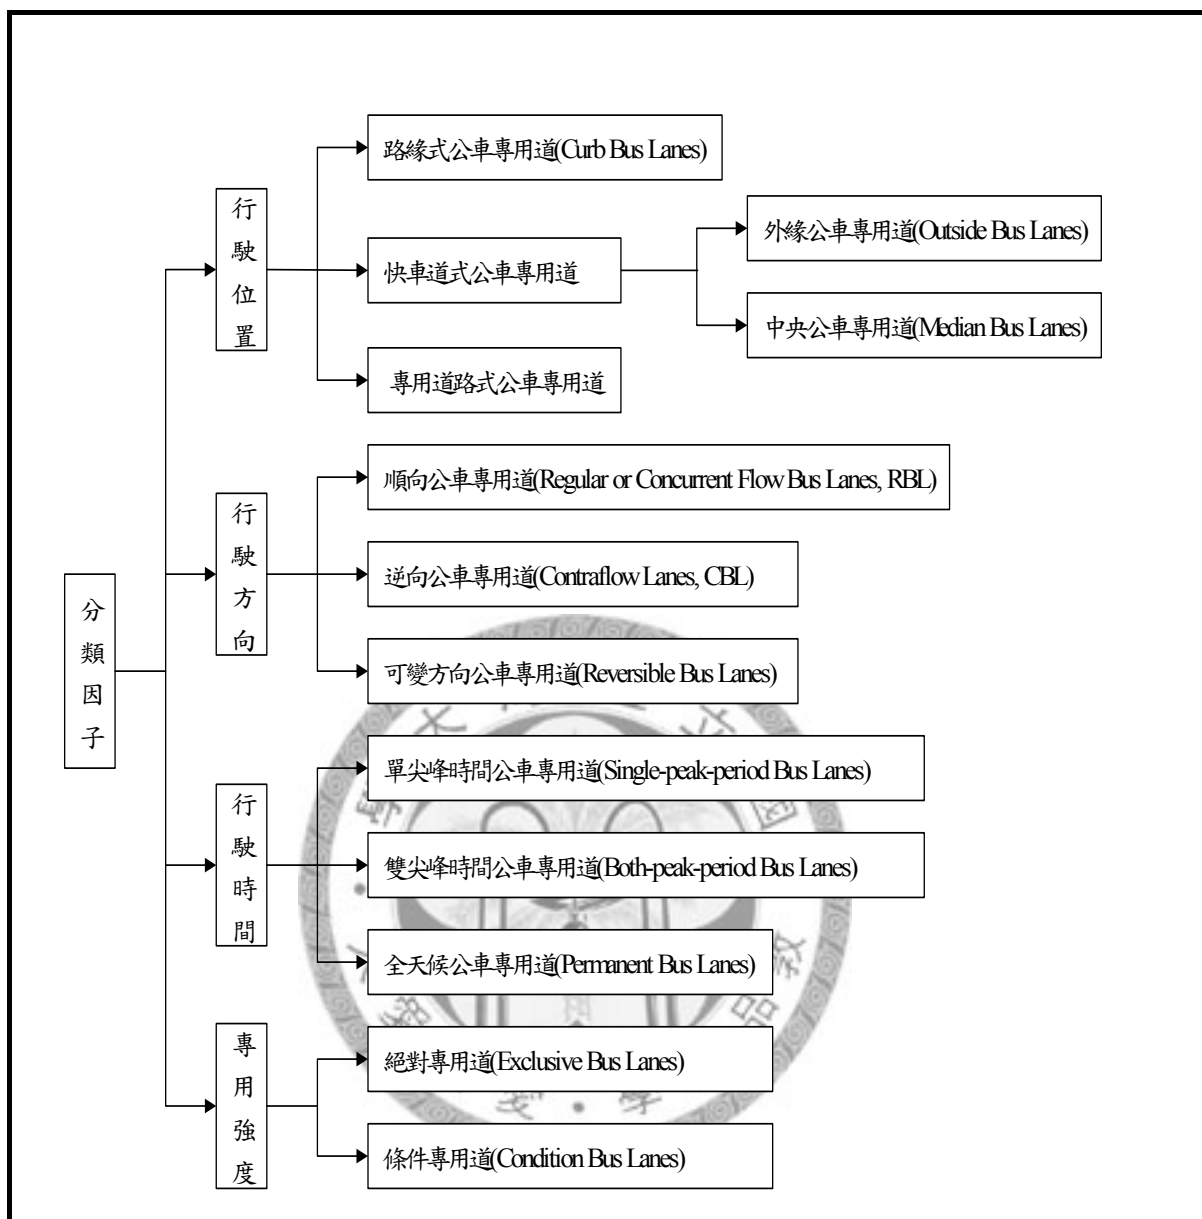 分類因子
行駛位置
路緣式公車專用道(Curb Bus Lanes)
快車道式公車專用道
外緣公車專用道(Outside Bus Lanes)
中央公車專用道(Median Bus Lanes)
專用道路式公車專用道
行駛方向
順向公車專用道(Regular or Concurrent Flow Bus Lanes, RBL)
逆向公車專用道(Contraflow Lanes, CBL)
可變方向公車專用道(Reversible Bus Lanes)
行駛時間
單尖峰時間公車專用道(Single-peak-period Bus Lanes)
雙尖峰時間公車專用道(Both-peak-period Bus Lanes)
全天候公車專用道(Permanent Bus Lanes)
專用強度
絕對專用道(Exclusive Bus Lanes)
條件專用道(Condition Bus Lanes)